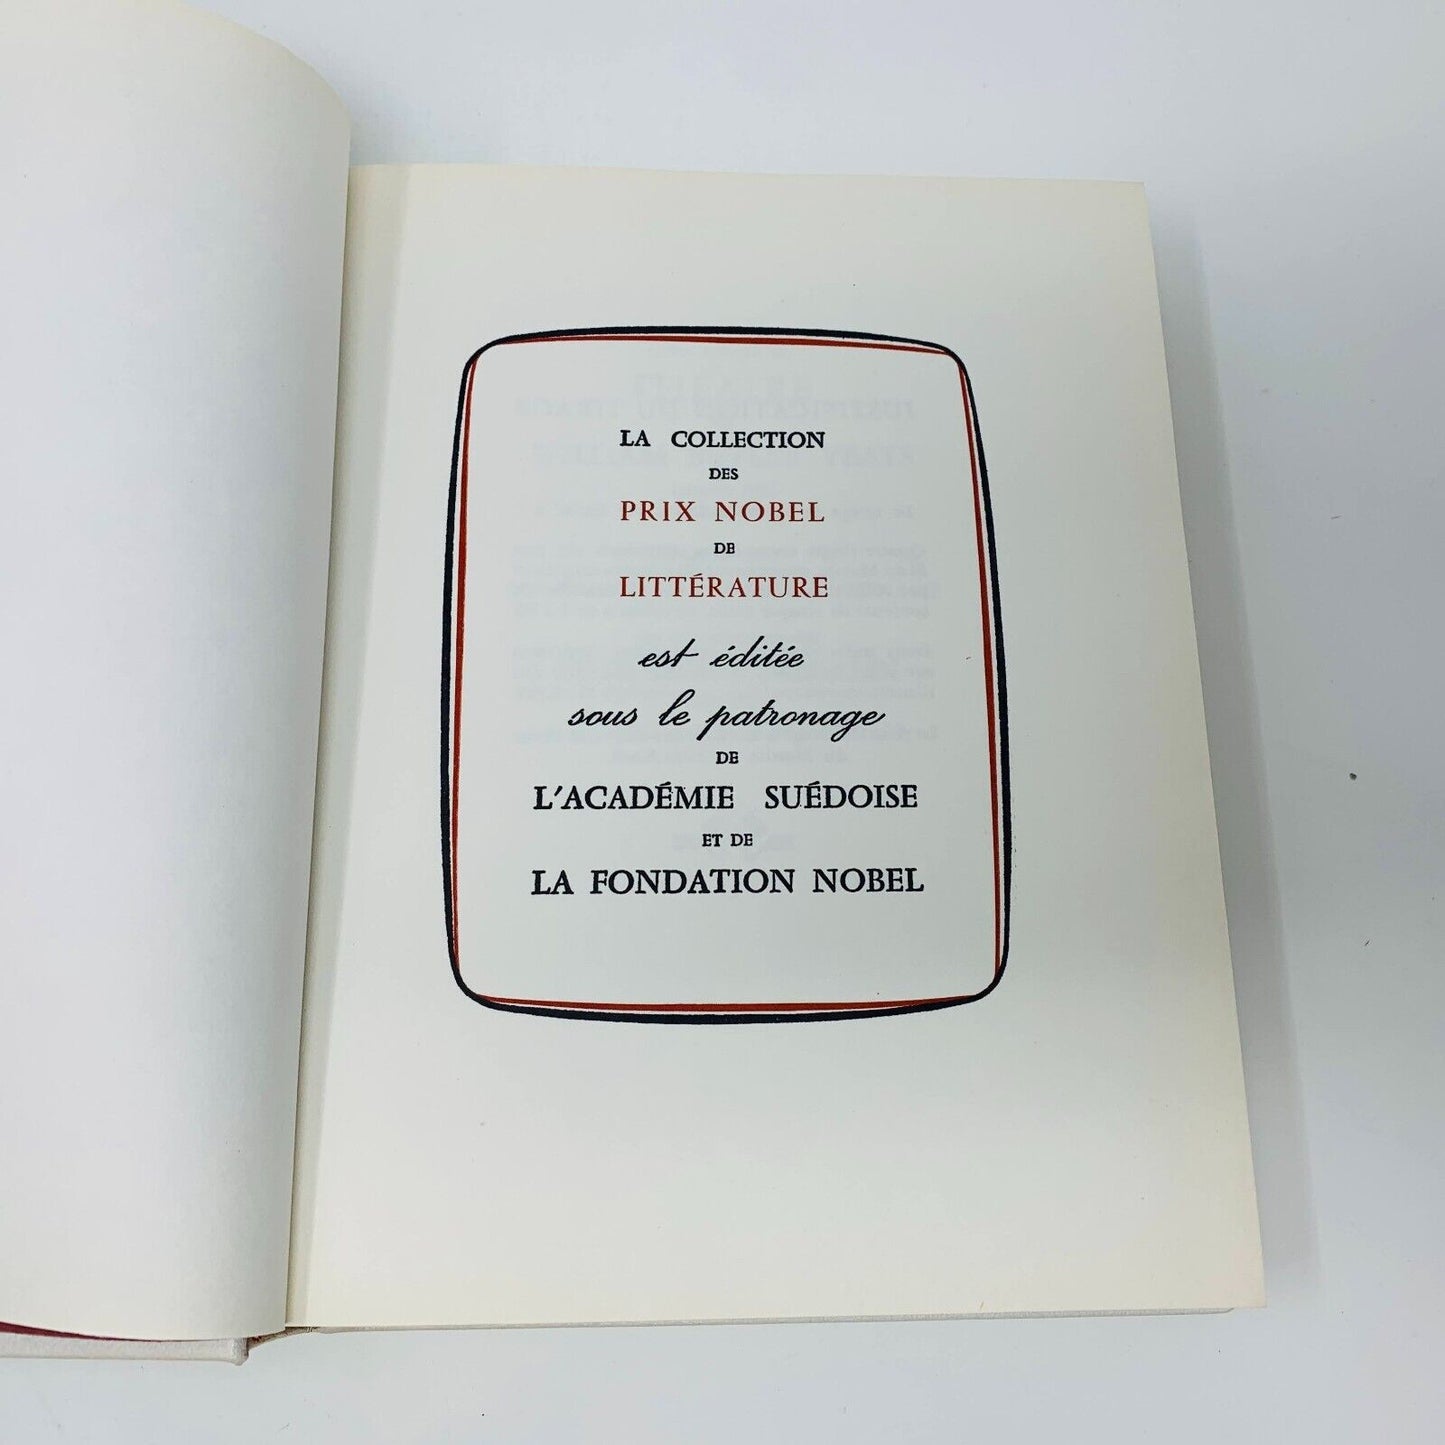 LA COLLECTION
DES
PRIX NOBEL
DE
LITTÉRATURE
est éditée
sous le patronage
DE
L'ACADÉMIE SUÉDOISE
ET DE
LA FONDATION NOBEL